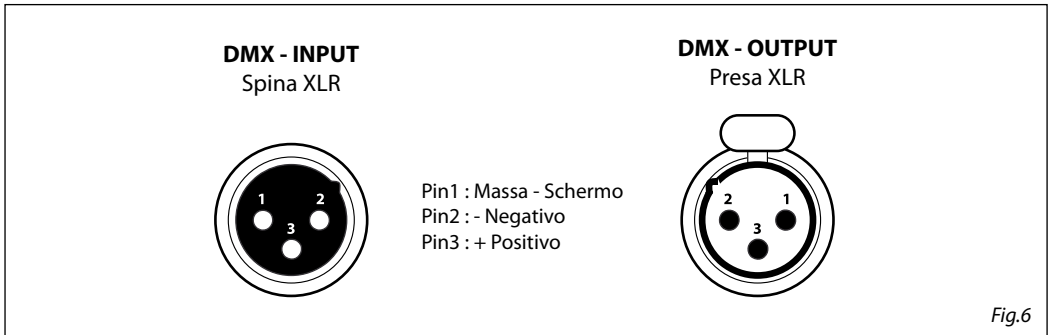 DMX - INPUT
Spina XLR
1
2
3
Pin1 : Massa - Schermo
Pin2 : - Negativo
Pin3 : + Positivo
DMX - OUTPUT
Presa XLR
2
1
3
Fig.6